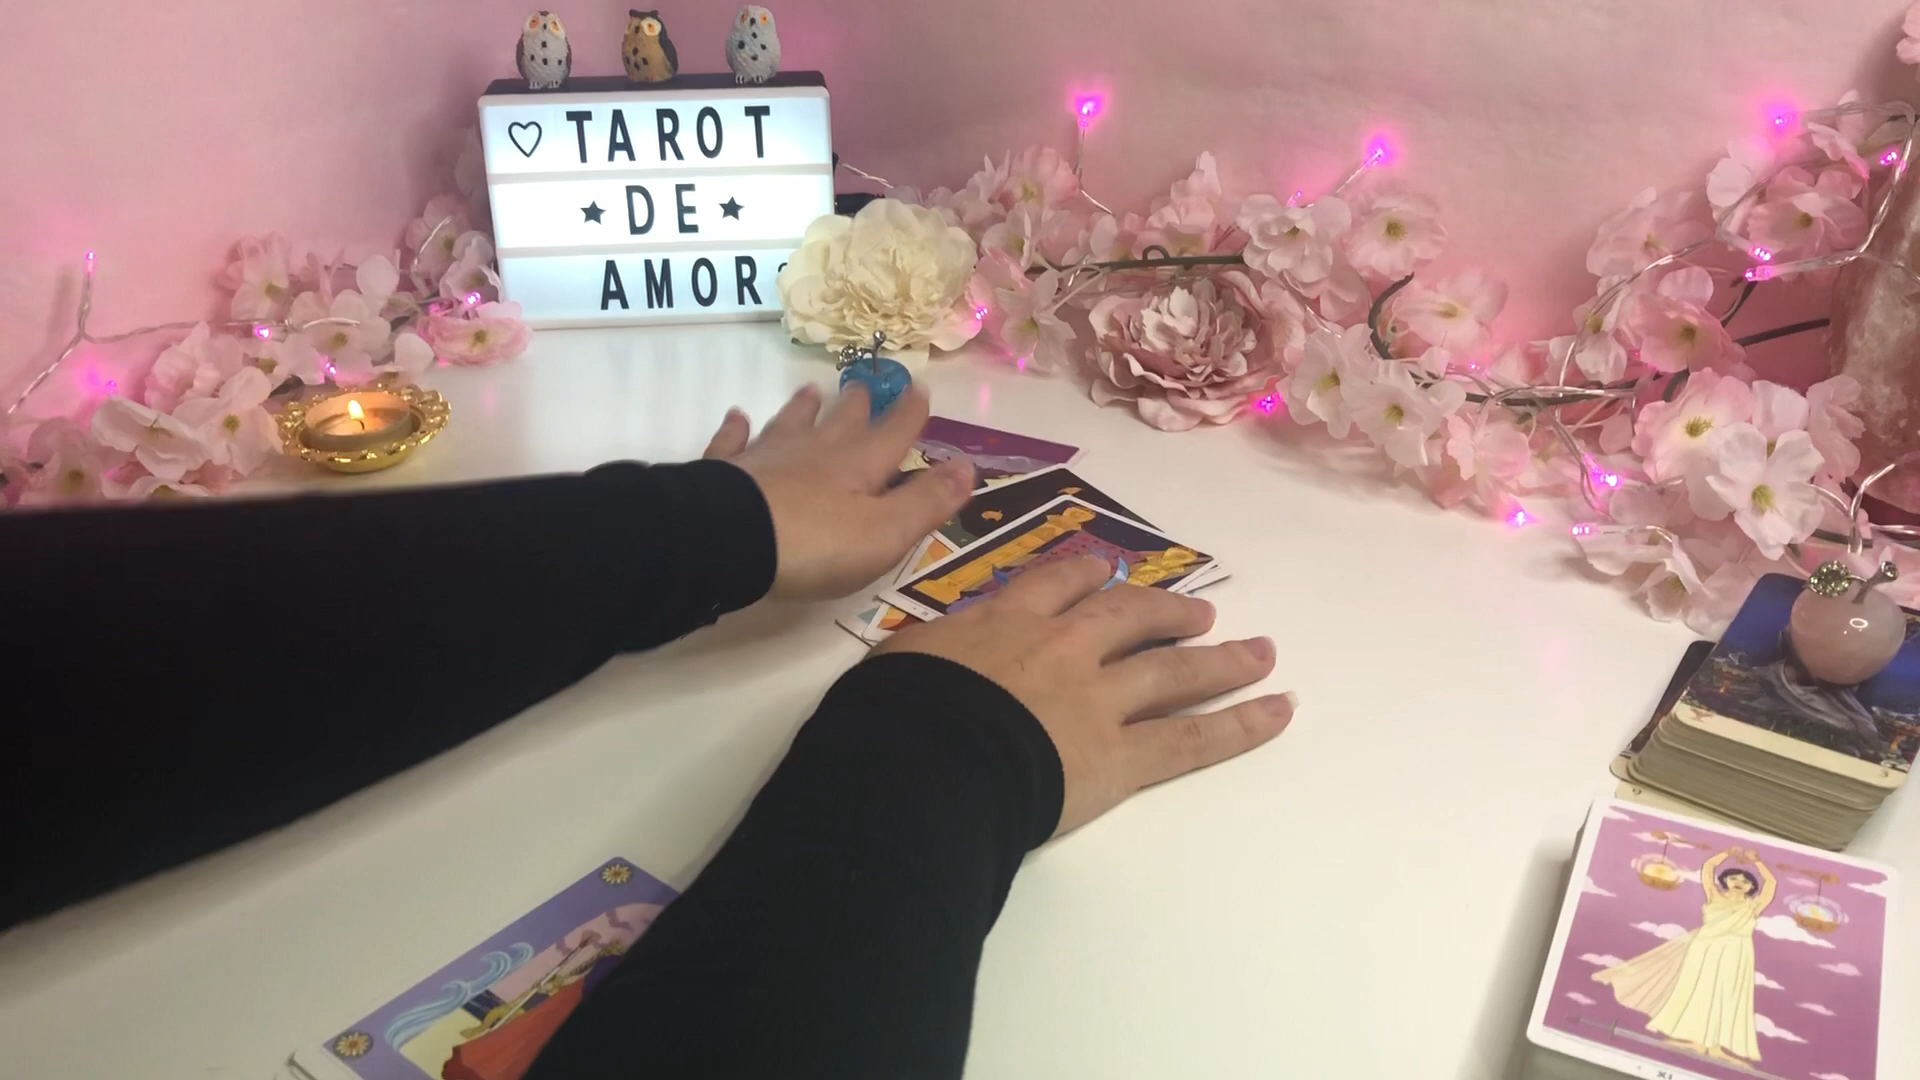 ♡ TAROT
★ DE ★
AMOR